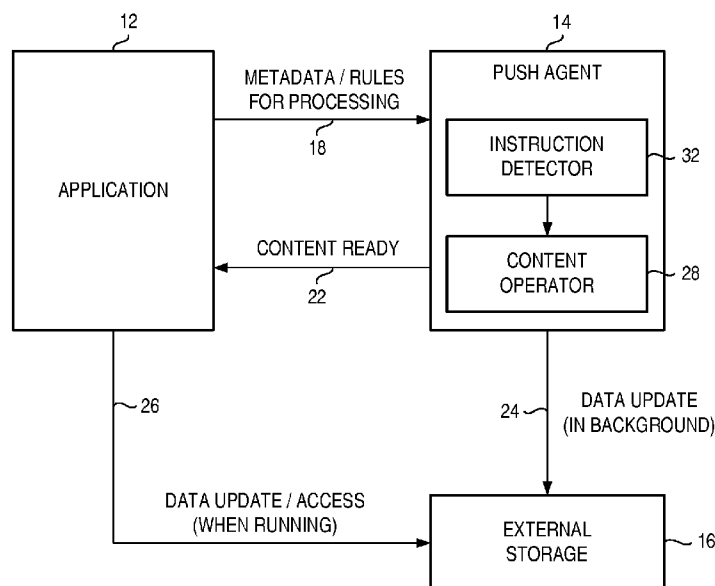 12
14
METADATA / RULES
FOR PROCESSING
18
PUSH AGENT
INSTRUCTION
DETECTOR
32
APPLICATION
CONTENT READY
22
CONTENT
OPERATOR
28
26
24
DATA UPDATE
(IN BACKGROUND)
DATA UPDATE / ACCESS
(WHEN RUNNING)
EXTERNAL
STORAGE
16